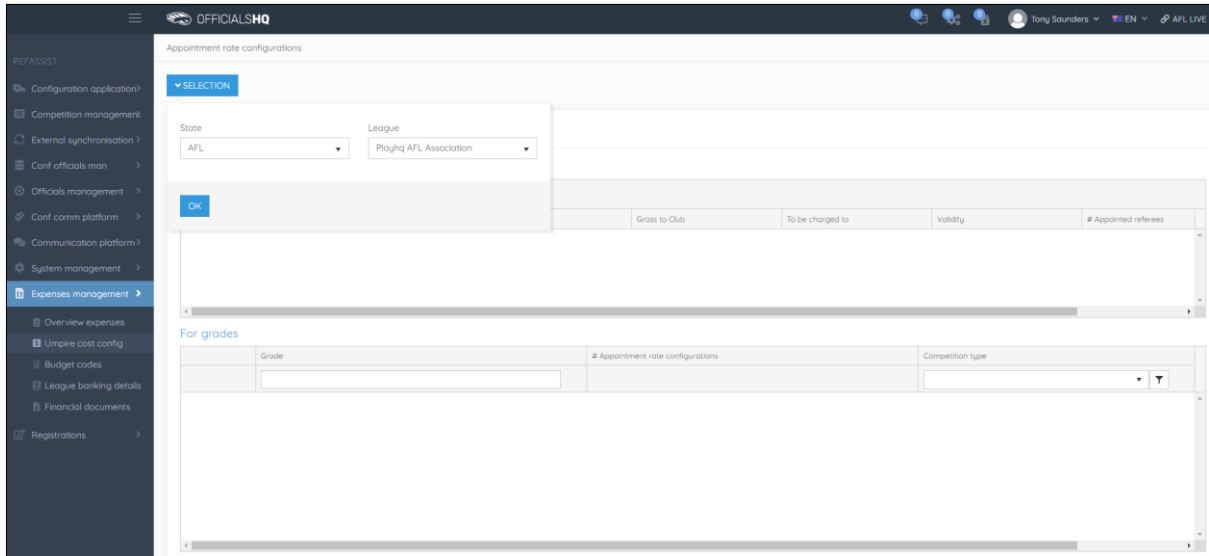 OFFICIALSHQ
0
0
0
Tony Saunders
EN
AFL LIVE
REFASSIST
Configuration application
Competition management
External synchronisation
Conf officials man
Officials management
Conf comm platform
Communication platform
System management
Expenses management
Overview expenses
Umpire cost config
Budget codes
League banking details
Financial documents
Registrations
Appointment rate configurations
SELECTION
State
League
AFL
Playhq AFL Association
OK
Gross to Club
To be charged to
Validity
# Appointed referees
For grades
Grade
# Appointment rate configurations
Competition type